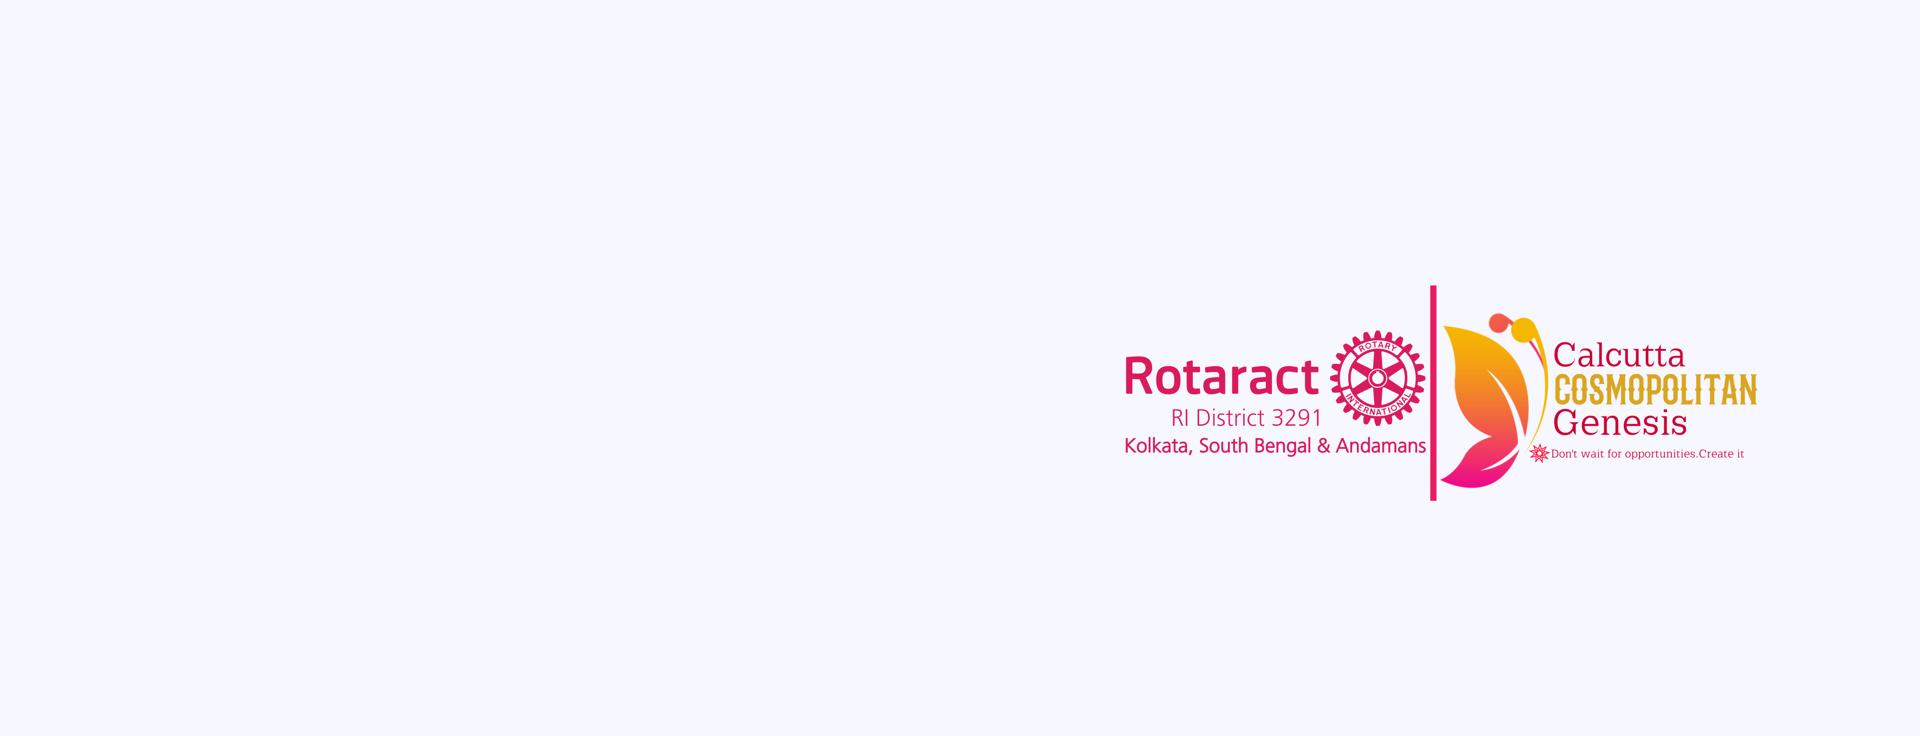 Rotaract
ROTARY
INTERNATIONAL
RI District 3291
Kolkata, South Bengal & Andamans
Calcutta
COSMOPOLITAN
Genesis
Don't wait for opportunities.Create it